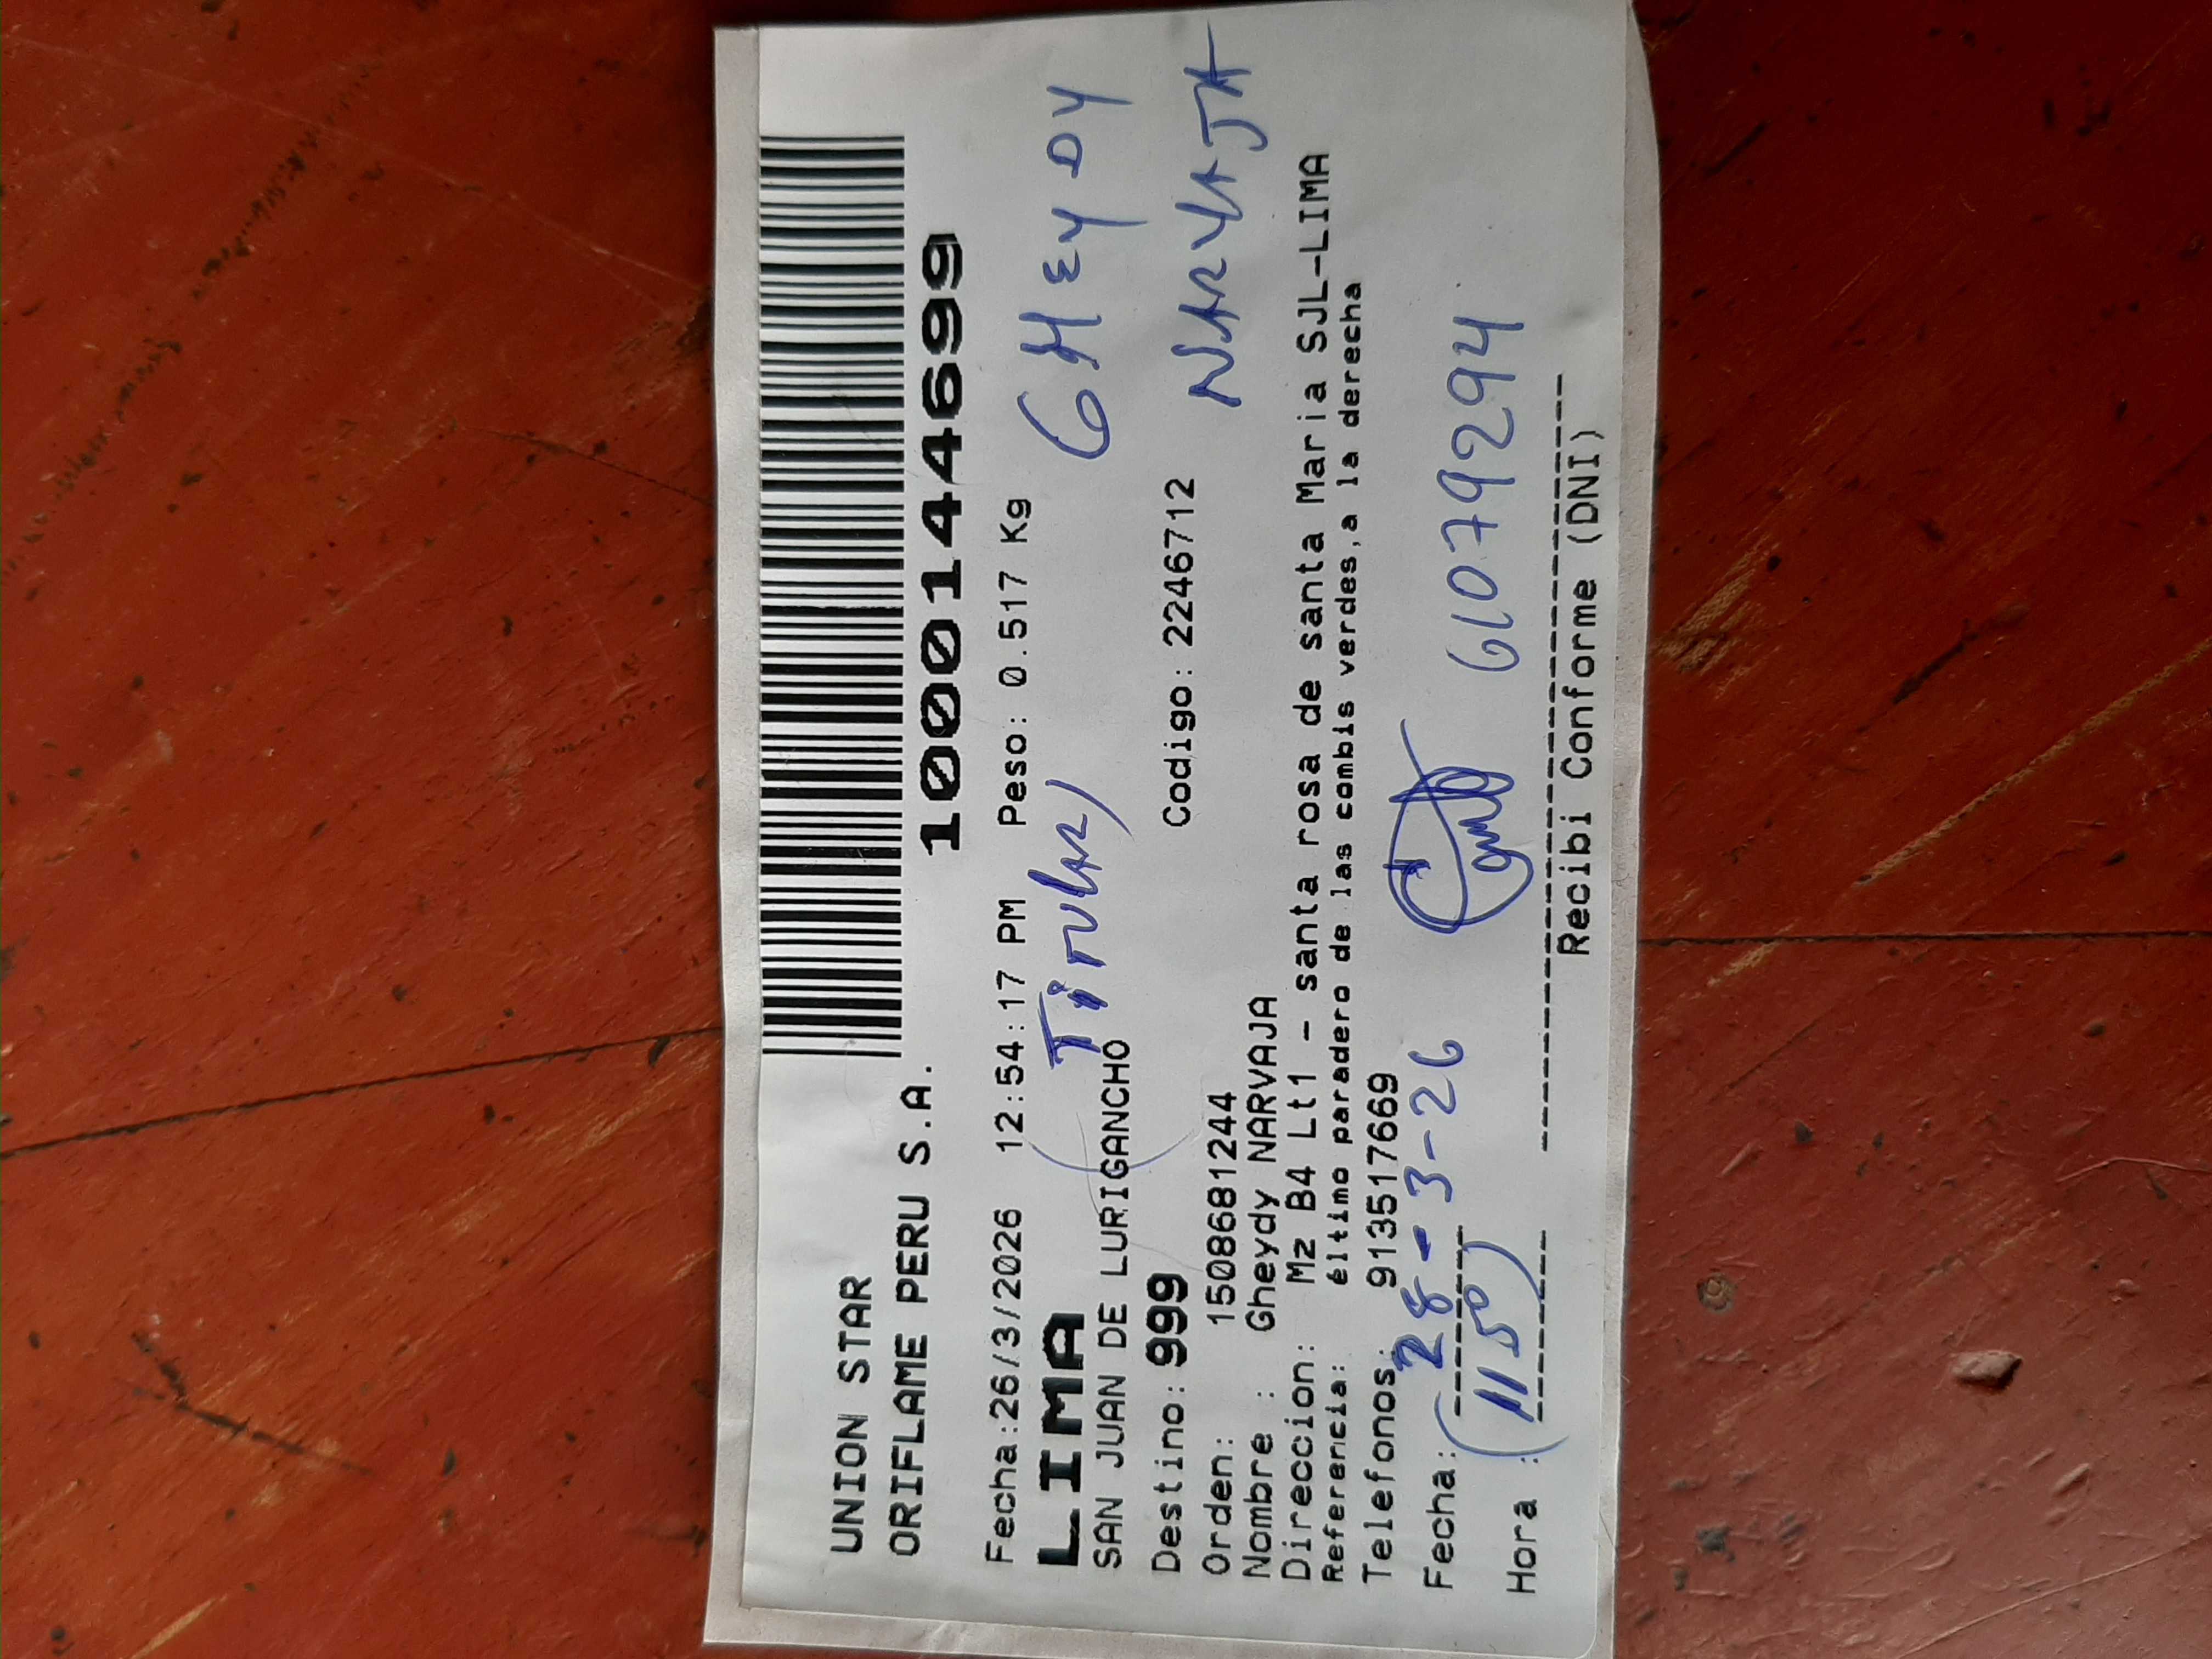 UNION STAR
ORIFLAME PERU S.A.
1000144699
Fecha:26/3/2026 12:54:17 PM Peso: 0.517 Kg
LIMA (Titular) GHEYDY
SAN JUAN DE LURIGANCHO
Destino: 999 Codigo: 2246712 NARVAJA
Orden: 1508681244
Nombre : Gheydy NARVAJA
Direccion: Mz B4 Lt1 - santa rosa de santa Maria SJL-LIMA
Referencia: éltimo paradero de las combis verdes,a la derecha
Telefonos: 913517669
Fecha: 28-3-26 61079294
Hora : (11 50)
Recibi Conforme (DNI)